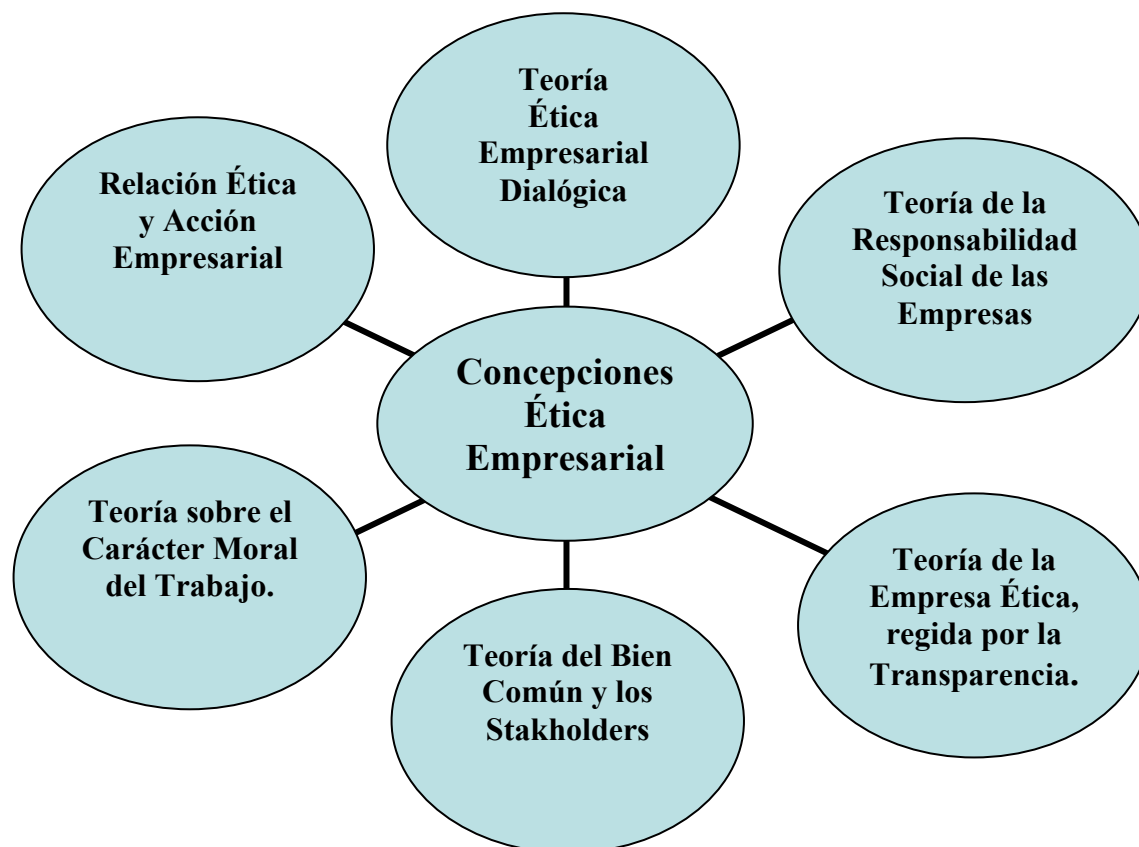 Teoría
Ética
Empresarial
Dialógica
Relación Ética
y Acción
Empresarial
Teoría de la
Responsabilidad
Social de las
Empresas
Concepciones
Ética
Empresarial
Teoría sobre el
Carácter Moral
del Trabajo.
Teoría de la
Empresa Ética,
regida por la
Transparencia.
Teoría del Bien
Común y los
Stakholders